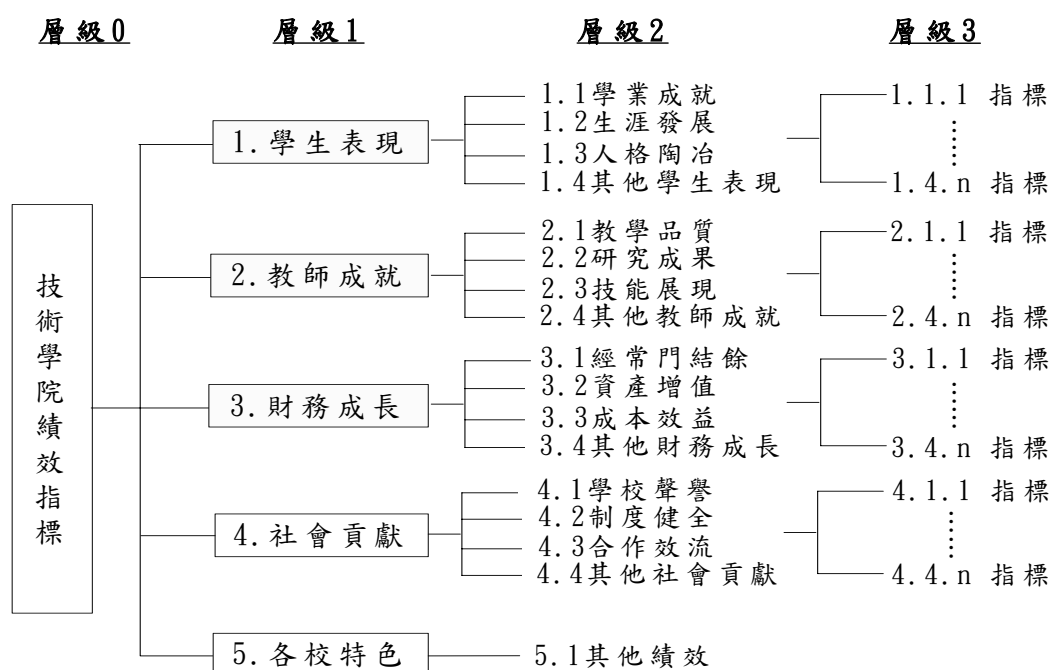 層級0 層級1 層級2 層級3
技術學院績效指標
1.學生表現
1.1學業成就
1.2生涯發展
1.3人格陶冶
1.4其他學生表現
1.1.1 指標
1.4.n 指標
2.教師成就
2.1教學品質
2.2研究成果
2.3技能展現
2.4其他教師成就
2.1.1 指標
2.4.n 指標
3.財務成長
3.1經常門結餘
3.2資產增值
3.3成本效益
3.4其他財務成長
3.1.1 指標
3.4.n 指標
4.社會貢獻
4.1學校聲譽
4.2制度健全
4.3合作效流
4.4其他社會貢獻
4.1.1 指標
4.4.n 指標
5.各校特色
5.1其他績效